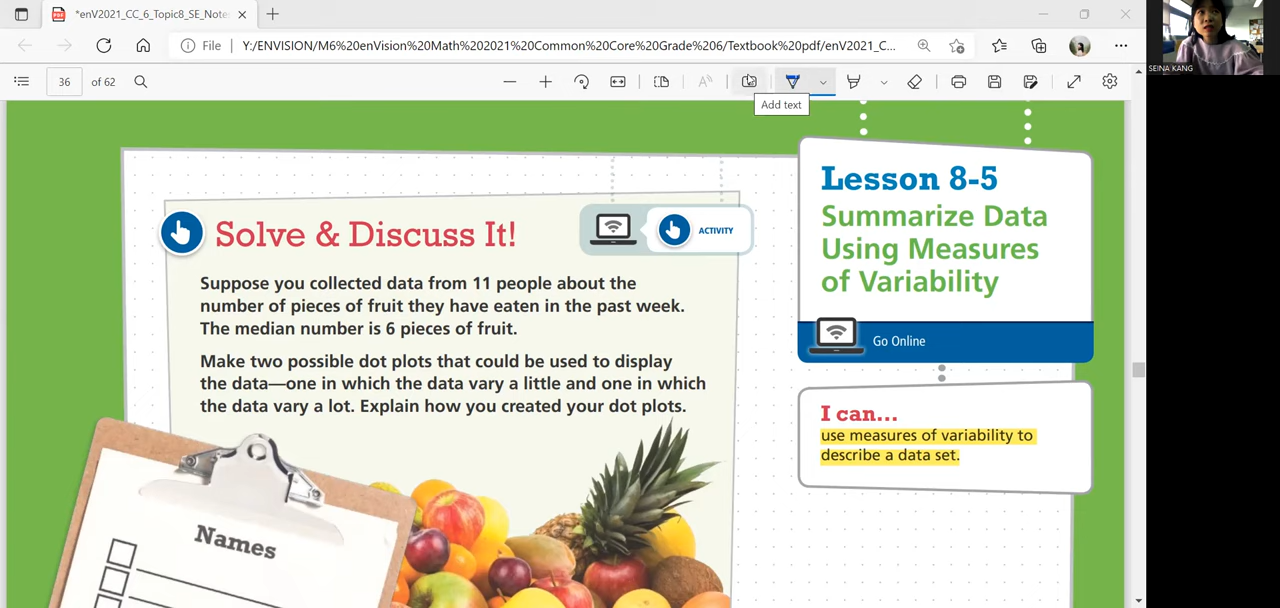 *enV2021_CC_6_Topic8_SE_Note
File
Y:/ENVISION/M6%20enVision%20Math%202021%20Common%20Core%20Grade%206/Textbook%20pdf/enV2021_C...
36
of 62
Add text
SEINA KANG
Lesson 8-5
Summarize Data
Using Measures
of Variability
Go Online
I can...
use measures of variability to
describe a data set.
Solve & Discuss It!
ACTIVITY
Suppose you collected data from 11 people about the
number of pieces of fruit they have eaten in the past week.
The median number is 6 pieces of fruit.
Make two possible dot plots that could be used to display
the data—one in which the data vary a little and one in which
the data vary a lot. Explain how you created your dot plots.
Names